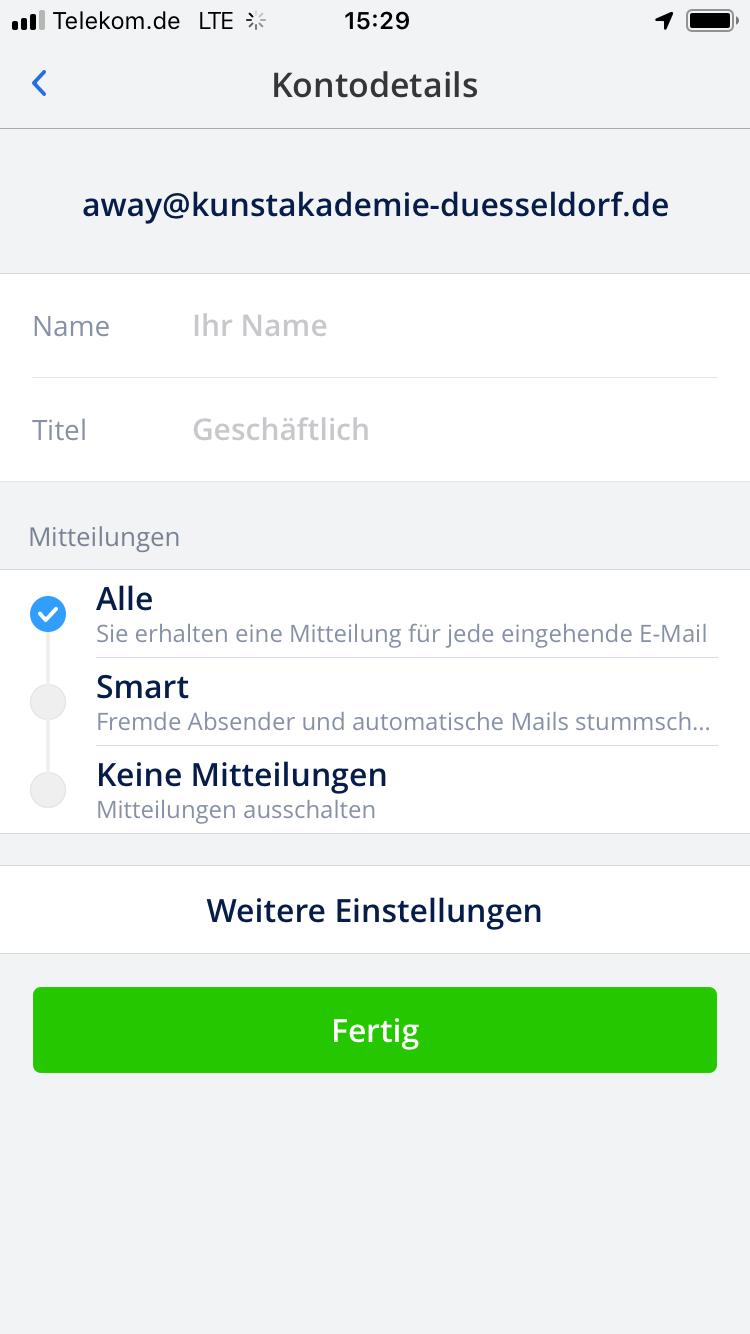 Telekom.de LTE 15:29
Kontodetails
away@kunstakademie-duesseldorf.de
Name Ihr Name
Titel Geschäftlich
Mitteilungen
Alle
Sie erhalten eine Mitteilung für jede eingehende E-Mail
Smart
Fremde Absender und automatische Mails stummsch...
Keine Mitteilungen
Mitteilungen ausschalten
Weitere Einstellungen
Fertig